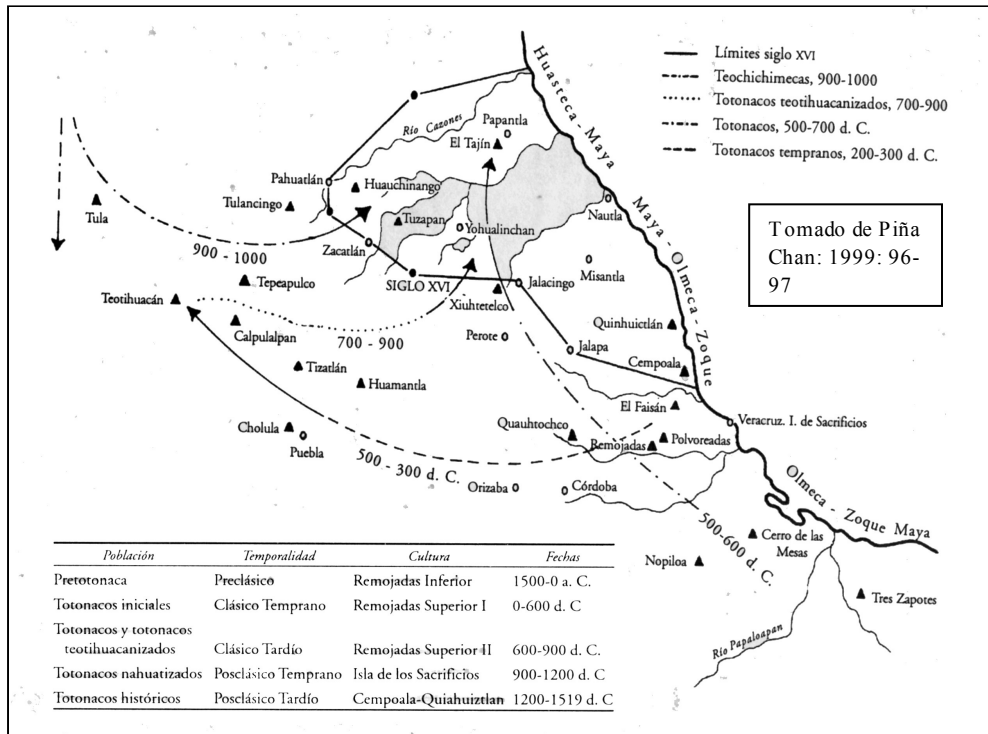 Límites siglo XVI
Teochichimecas, 900-1000
Totonacos teotihuacanizados, 700-900
Totonacos, 500-700 d. C.
Totonacos tempranos, 200-300 d. C.
Tomado de Piña
Chan: 1999: 96-
97
Huasteca - Maya
Maya - Olmeca - Zoque
Olmeca - Zoque Maya
Río Cazones
Papantla
El Tajín
Pahuatlán
Huauchinango
Tulancingo
Tula
Tuzapan
Yohualinchan
Nautla
Zacatlán
900 - 1000
SIGLO XVI
Jalacingo
Misantla
Tepeapulco
Teotihuacán
Xiuhtetelco
Calpulalpan
700 - 900
Perote
Quinhuictlán
Jalapa
Cempoala
Tizatlán
Huamantla
El Faisán
Veracruz. I. de Sacrificios
Cholula
Puebla
Quauhtochco
Remojadas
Polvoreadas
500 - 300 d. C.
Orizaba
Córdoba
500-600 d. C.
Cerro de las
Mesas
Nopiloa
Tres Zapotes
Río Papaloapan
Población Temporalidad Cultura Fechas
Pretotonaca Preclásico Remojadas Inferior 1500-0 a. C.
Totonacos iniciales Clásico Temprano Remojadas Superior I 0-600 d. C
Totonacos y totonacos
teotihuacanizados Clásico Tardío Remojadas Superior II 600-900 d. C.
Totonacos nahuatizados Posclásico Temprano Isla de los Sacrificios 900-1200 d. C
Totonacos históricos Posclásico Tardío Cempoala-Quiahuiztlan 1200-1519 d. C